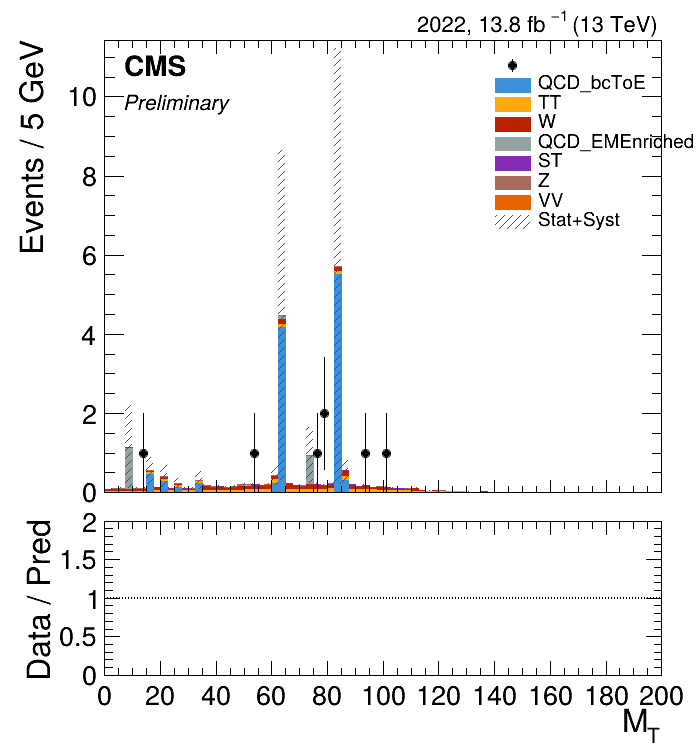 2022, 13.8 fb⁻¹ (13 TeV)
Events / 5 GeV
CMS
Preliminary
QCD_bcToE
TT
W
QCD_EMEnriched
ST
Z
VV
Stat+Syst
10
8
6
4
2
0
Data / Pred
2
1.5
1
0.5
0
0 20 40 60 80 100 120 140 160 180 200
M_T